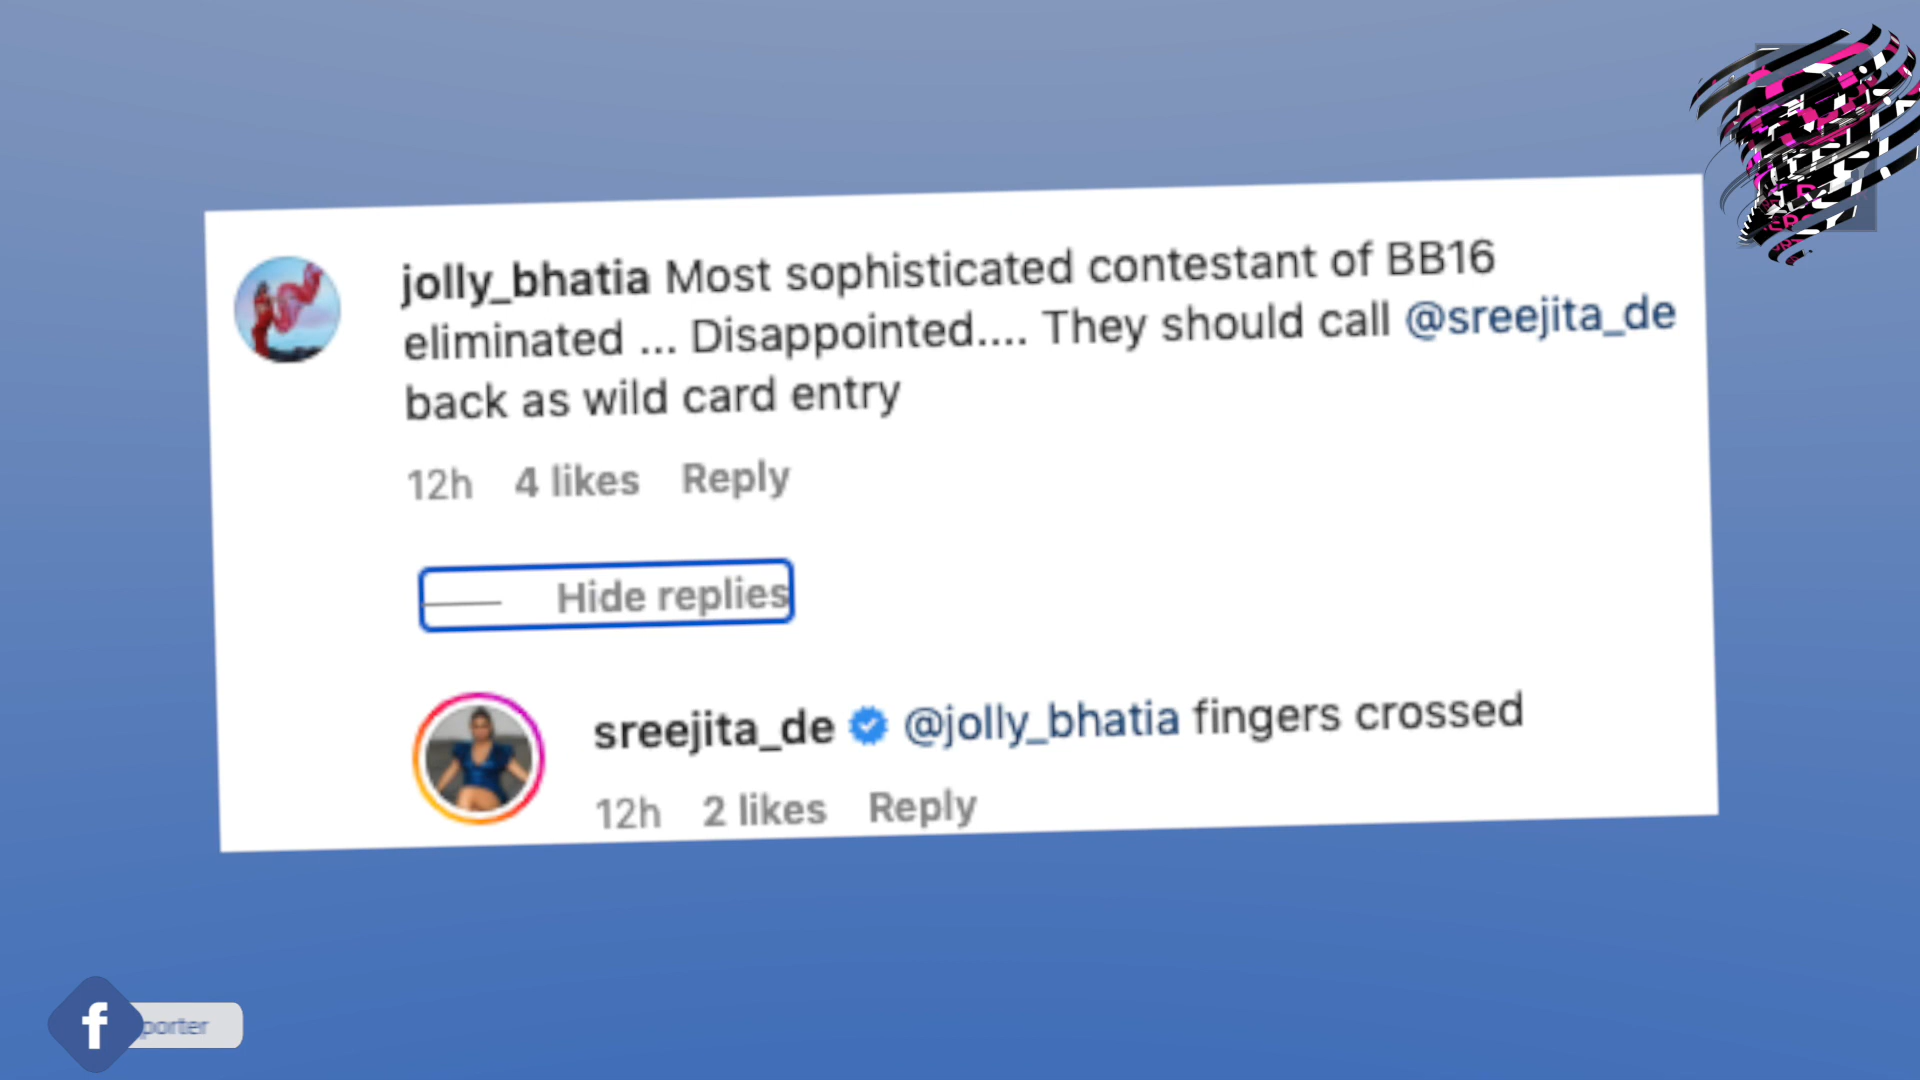 jolly_bhatia Most sophisticated contestant of BB16
eliminated ... Disappointed.... They should call @sreejita_de
back as wild card entry
12h 4 likes Reply
Hide replies
sreejita_de @jolly_bhatia fingers crossed
12h 2 likes Reply
f porter